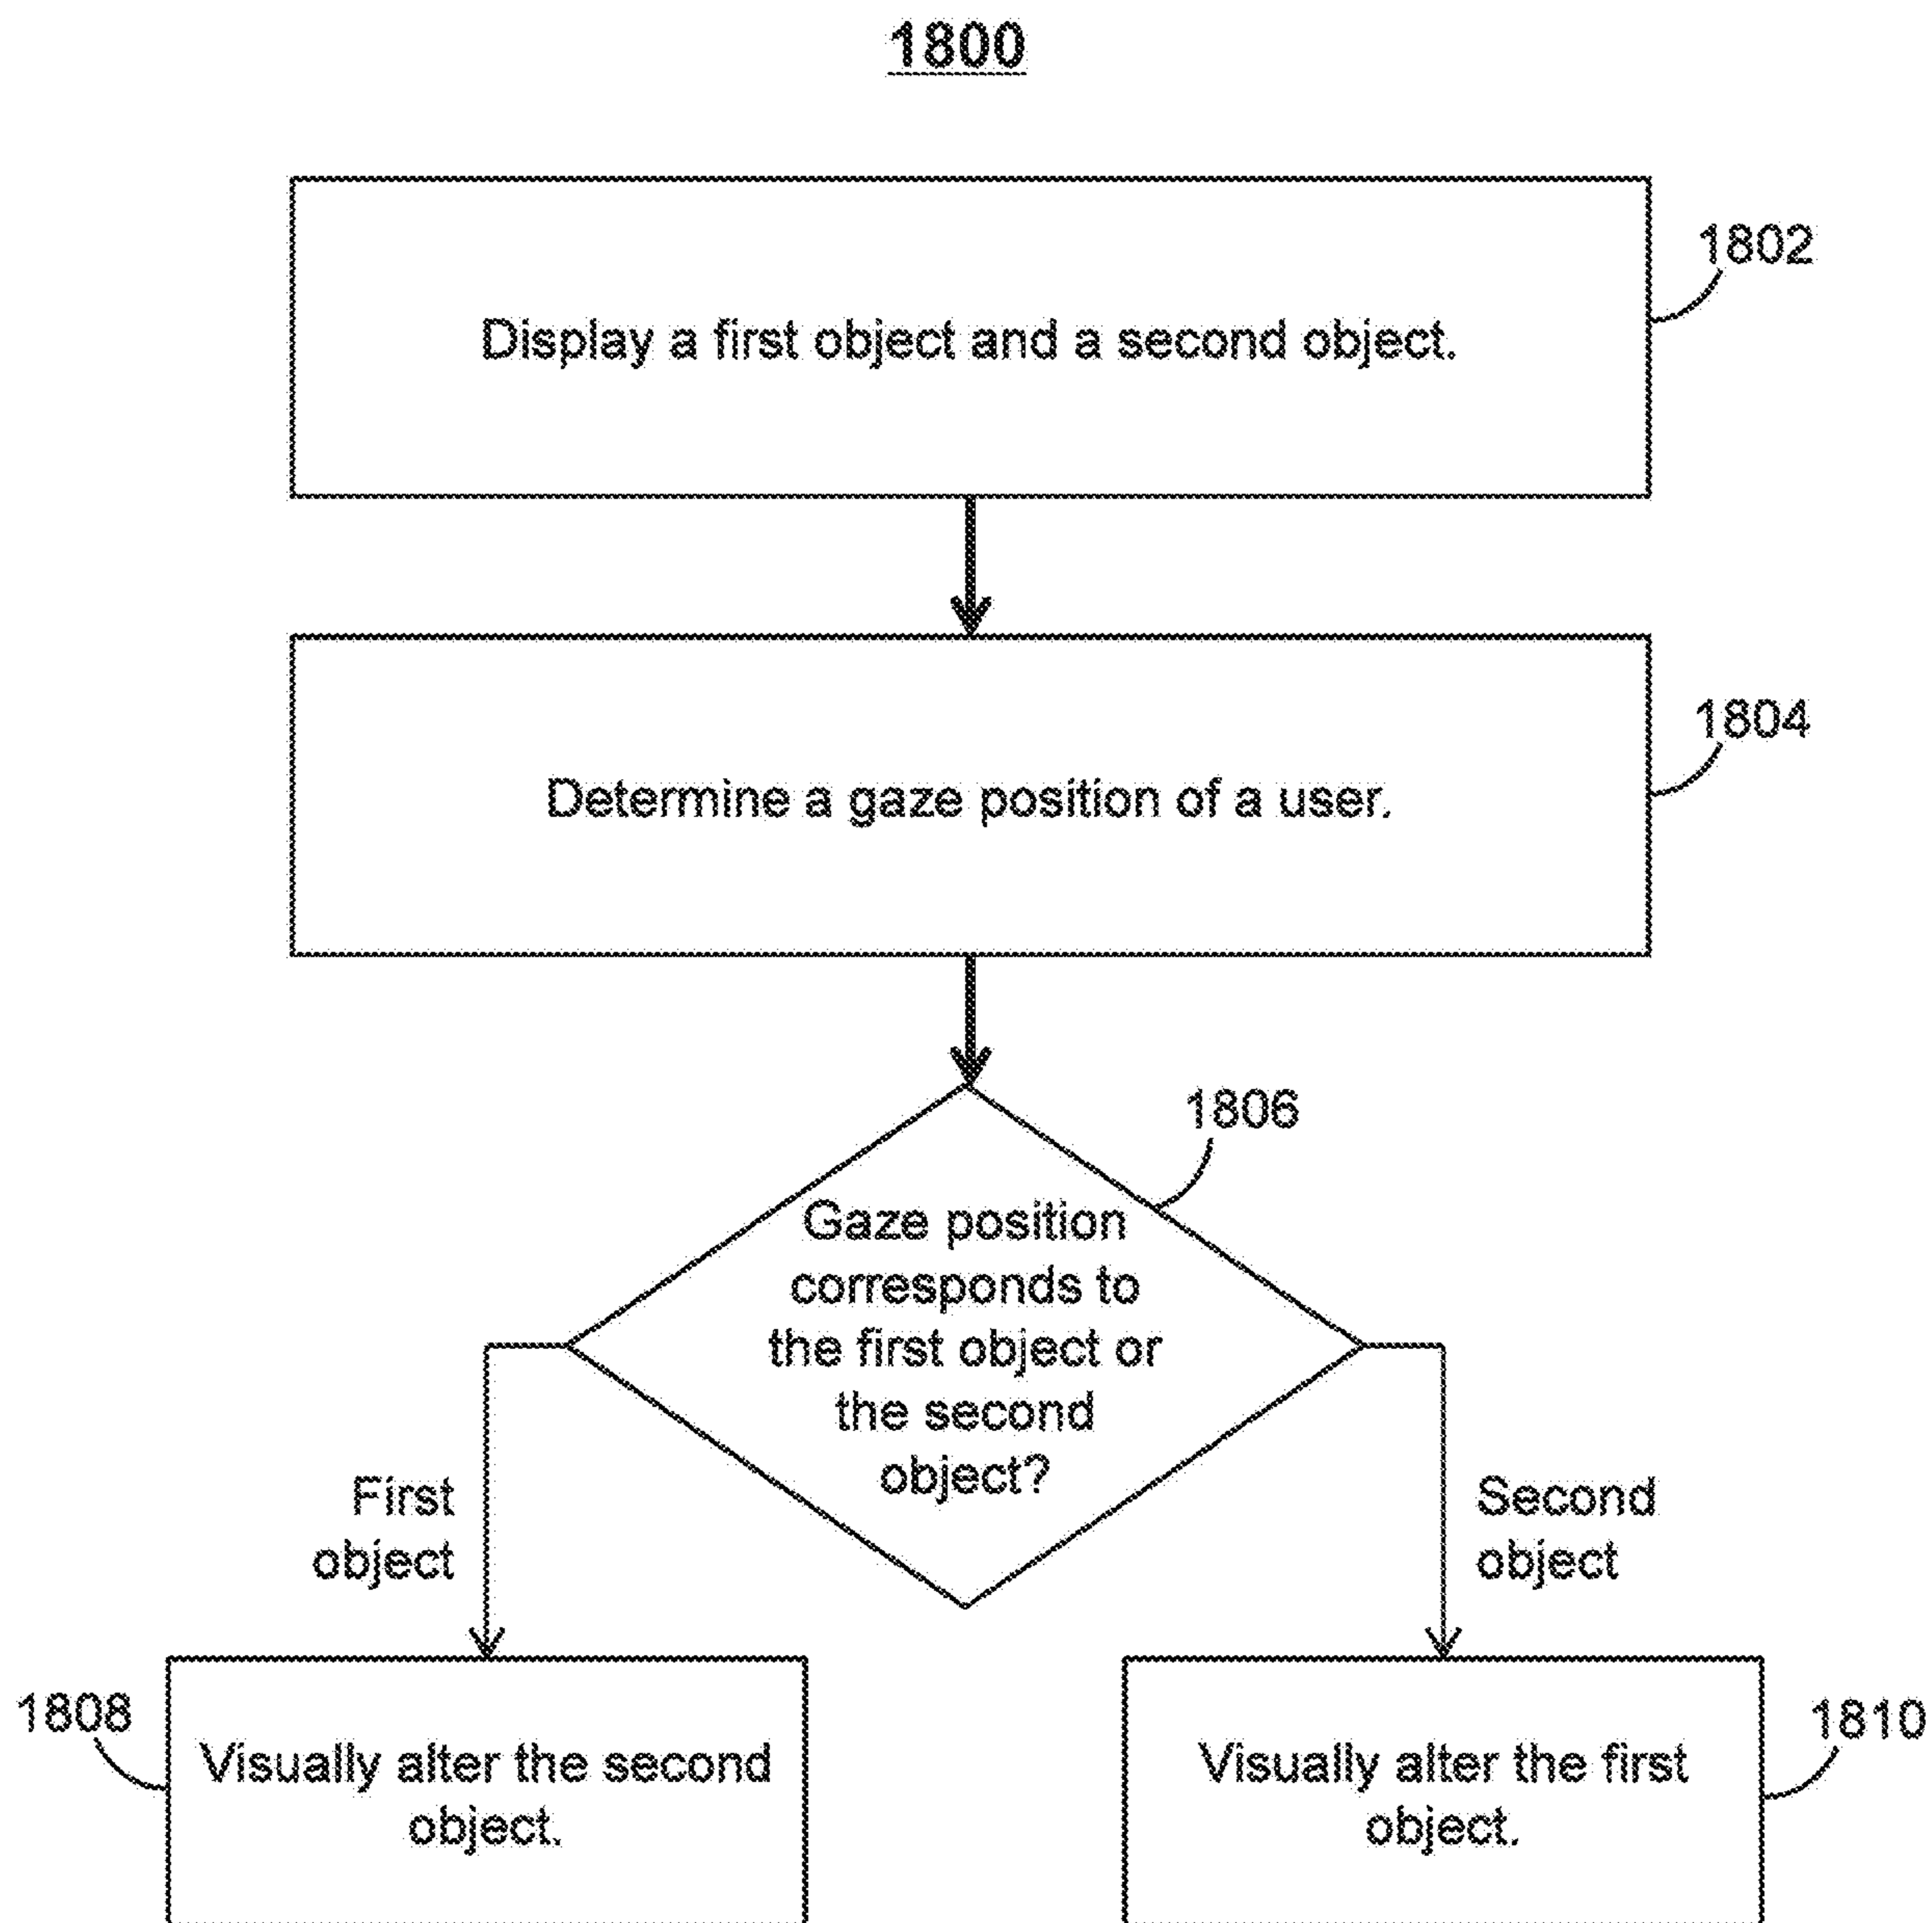 1800
1802
Display a first object and a second object.
1804
Determine a gaze position of a user.
1806
Gaze position
corresponds to
the first object or
the second
object?
First
object
Second
object
1808
Visually alter the second
object.
1810
Visually alter the first
object.